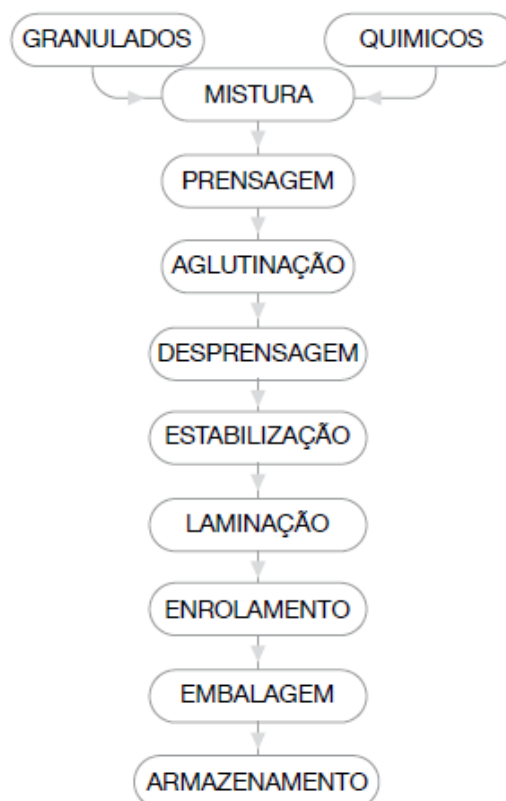 GRANULADOS
QUIMICOS
MISTURA
PRENSAGEM
AGLUTINAÇÃO
DESPRENSAGEM
ESTABILIZAÇÃO
LAMINAÇÃO
ENROLAMENTO
EMBALAGEM
ARMAZENAMENTO